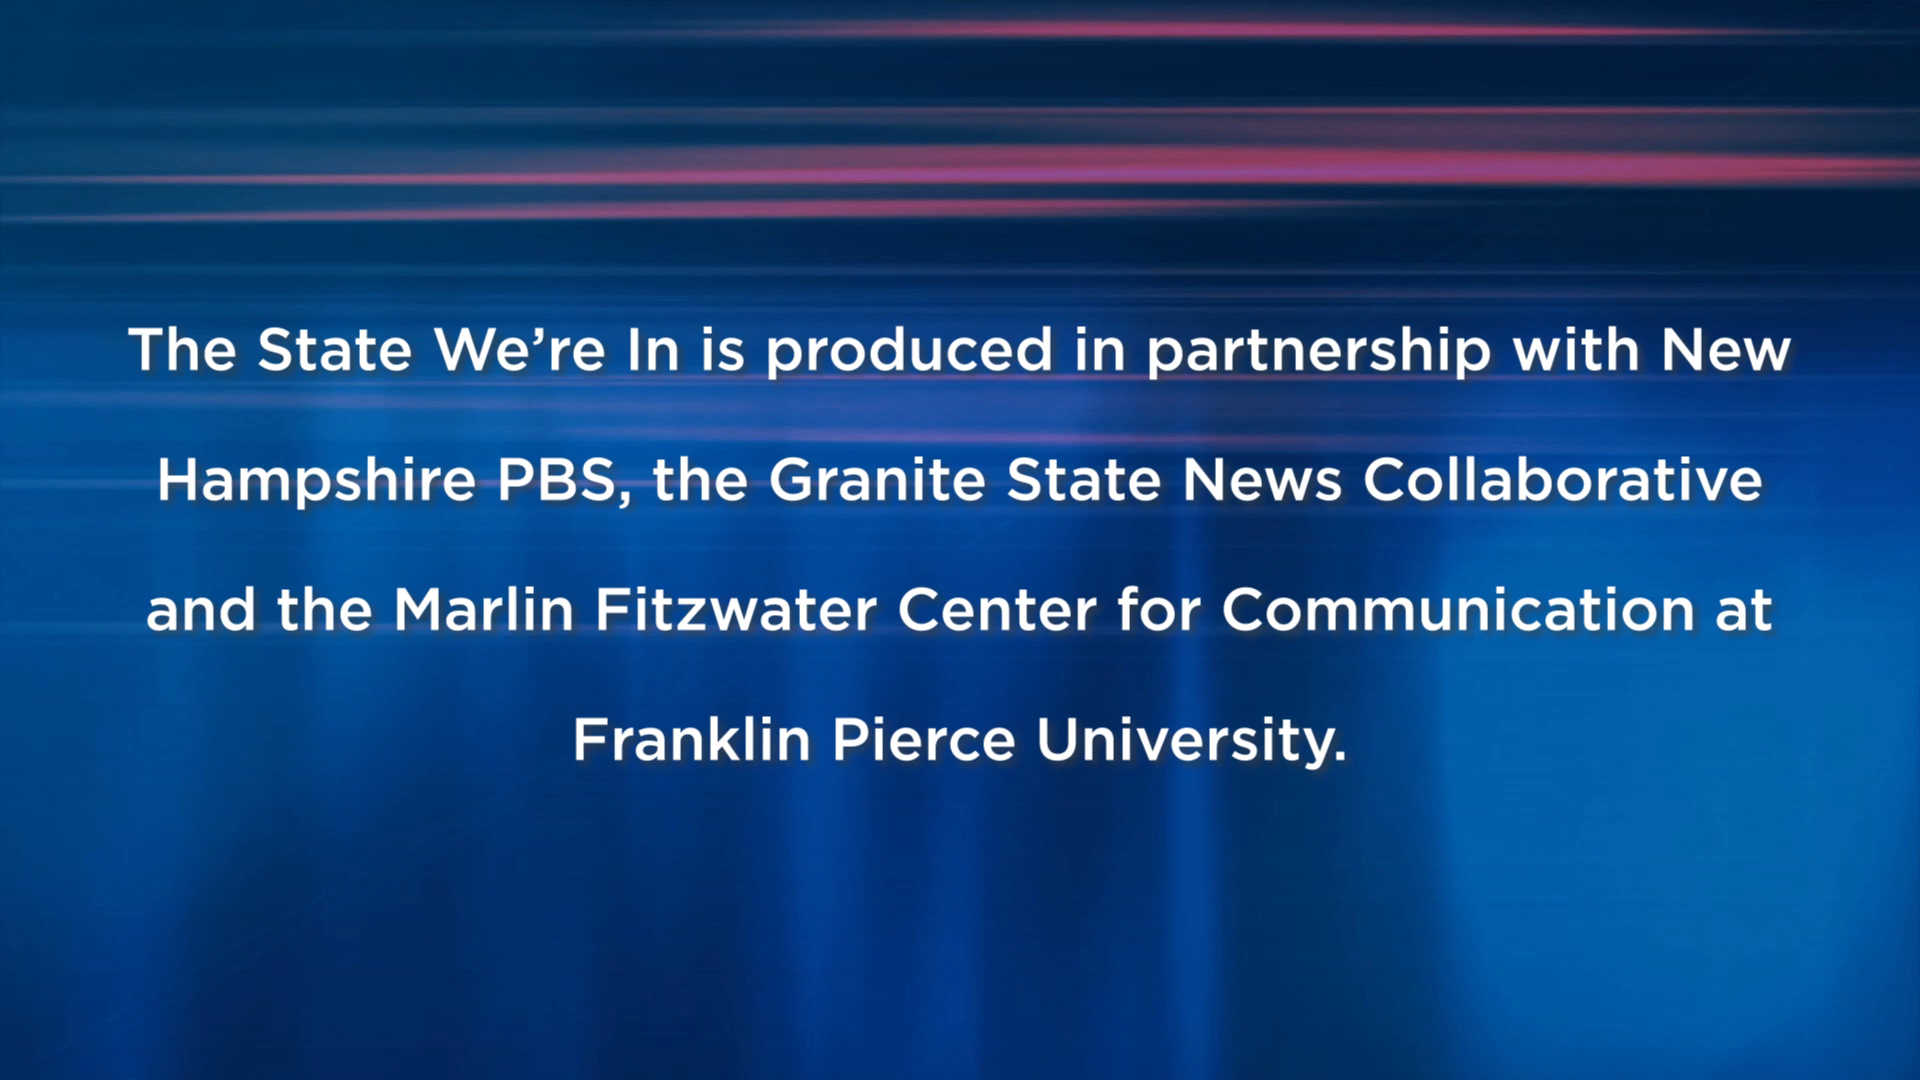 The State We’re In is produced in partnership with New
Hampshire PBS, the Granite State News Collaborative
and the Marlin Fitzwater Center for Communication at
Franklin Pierce University.